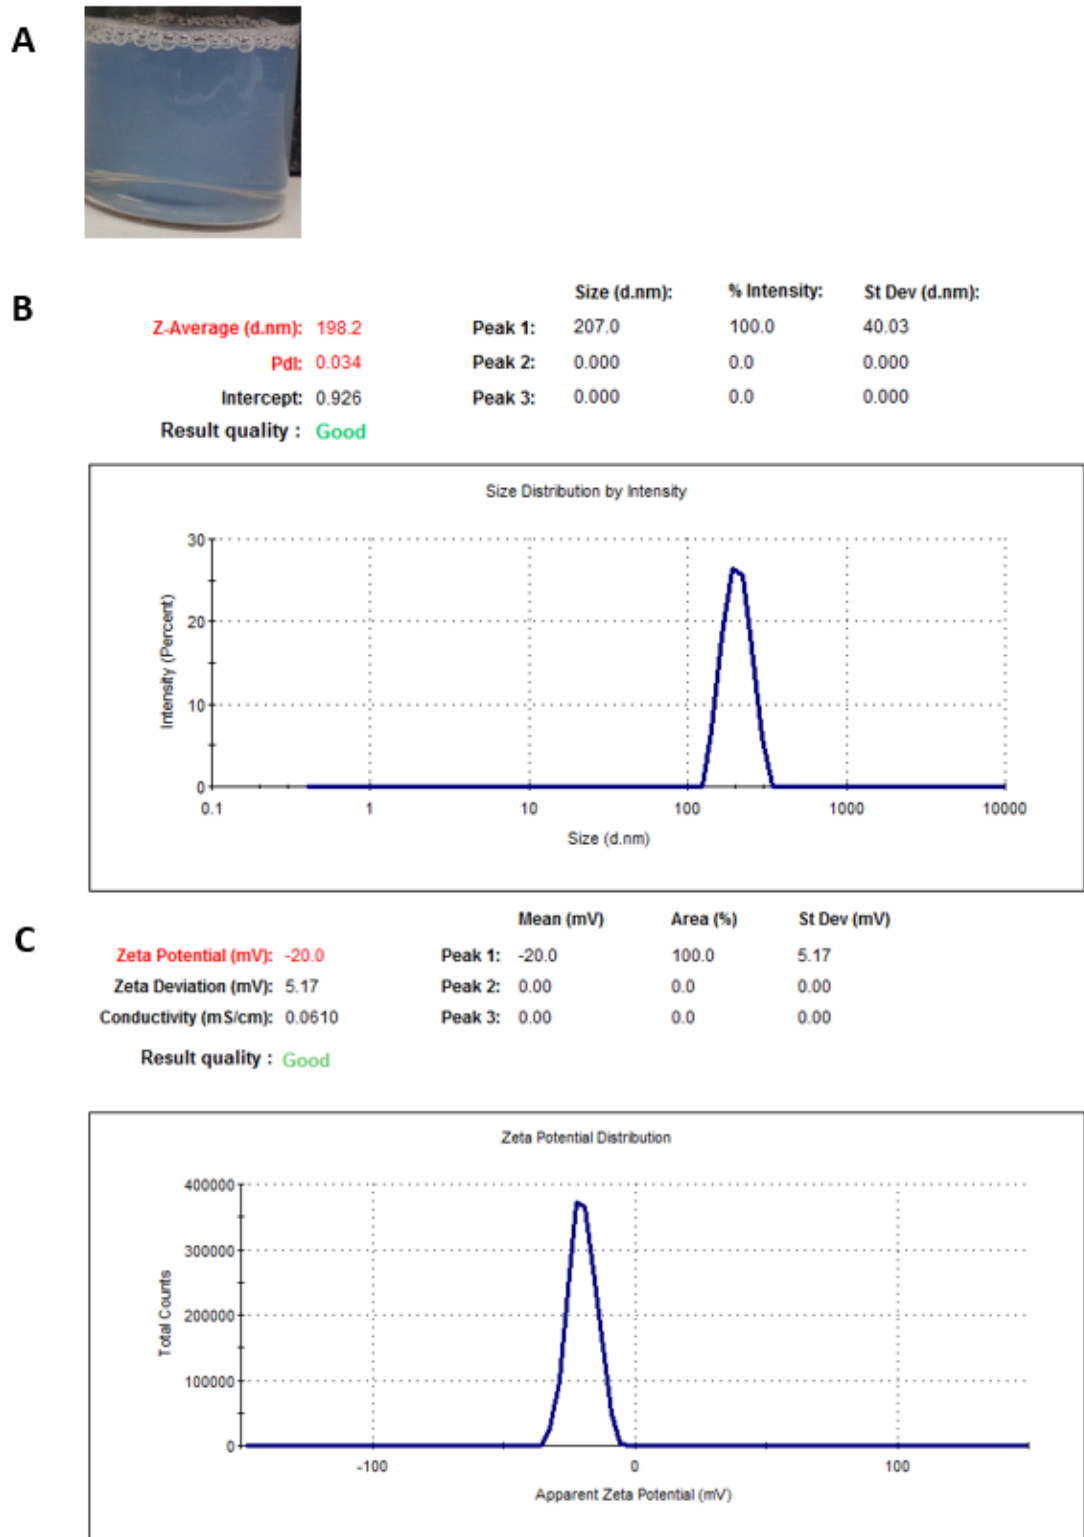 A
B
Size (d.nm): % Intensity: St Dev (d.nm):
Z-Average (d.nm): 198.2 Peak 1: 207.0 100.0 40.03
PdI: 0.034 Peak 2: 0.000 0.0 0.000
Intercept: 0.926 Peak 3: 0.000 0.0 0.000
Result quality : Good
Size Distribution by Intensity
30
20
10
0
Intensity (Percent)
0.1 1 10 100 1000 10000
Size (d.nm)
C
Mean (mV) Area (%) St Dev (mV)
Zeta Potential (mV): -20.0 Peak 1: -20.0 100.0 5.17
Zeta Deviation (mV): 5.17 Peak 2: 0.00 0.0 0.00
Conductivity (mS/cm): 0.0610 Peak 3: 0.00 0.0 0.00
Result quality : Good
Zeta Potential Distribution
400000
300000
200000
100000
0
Total Counts
-100 0 100
Apparent Zeta Potential (mV)